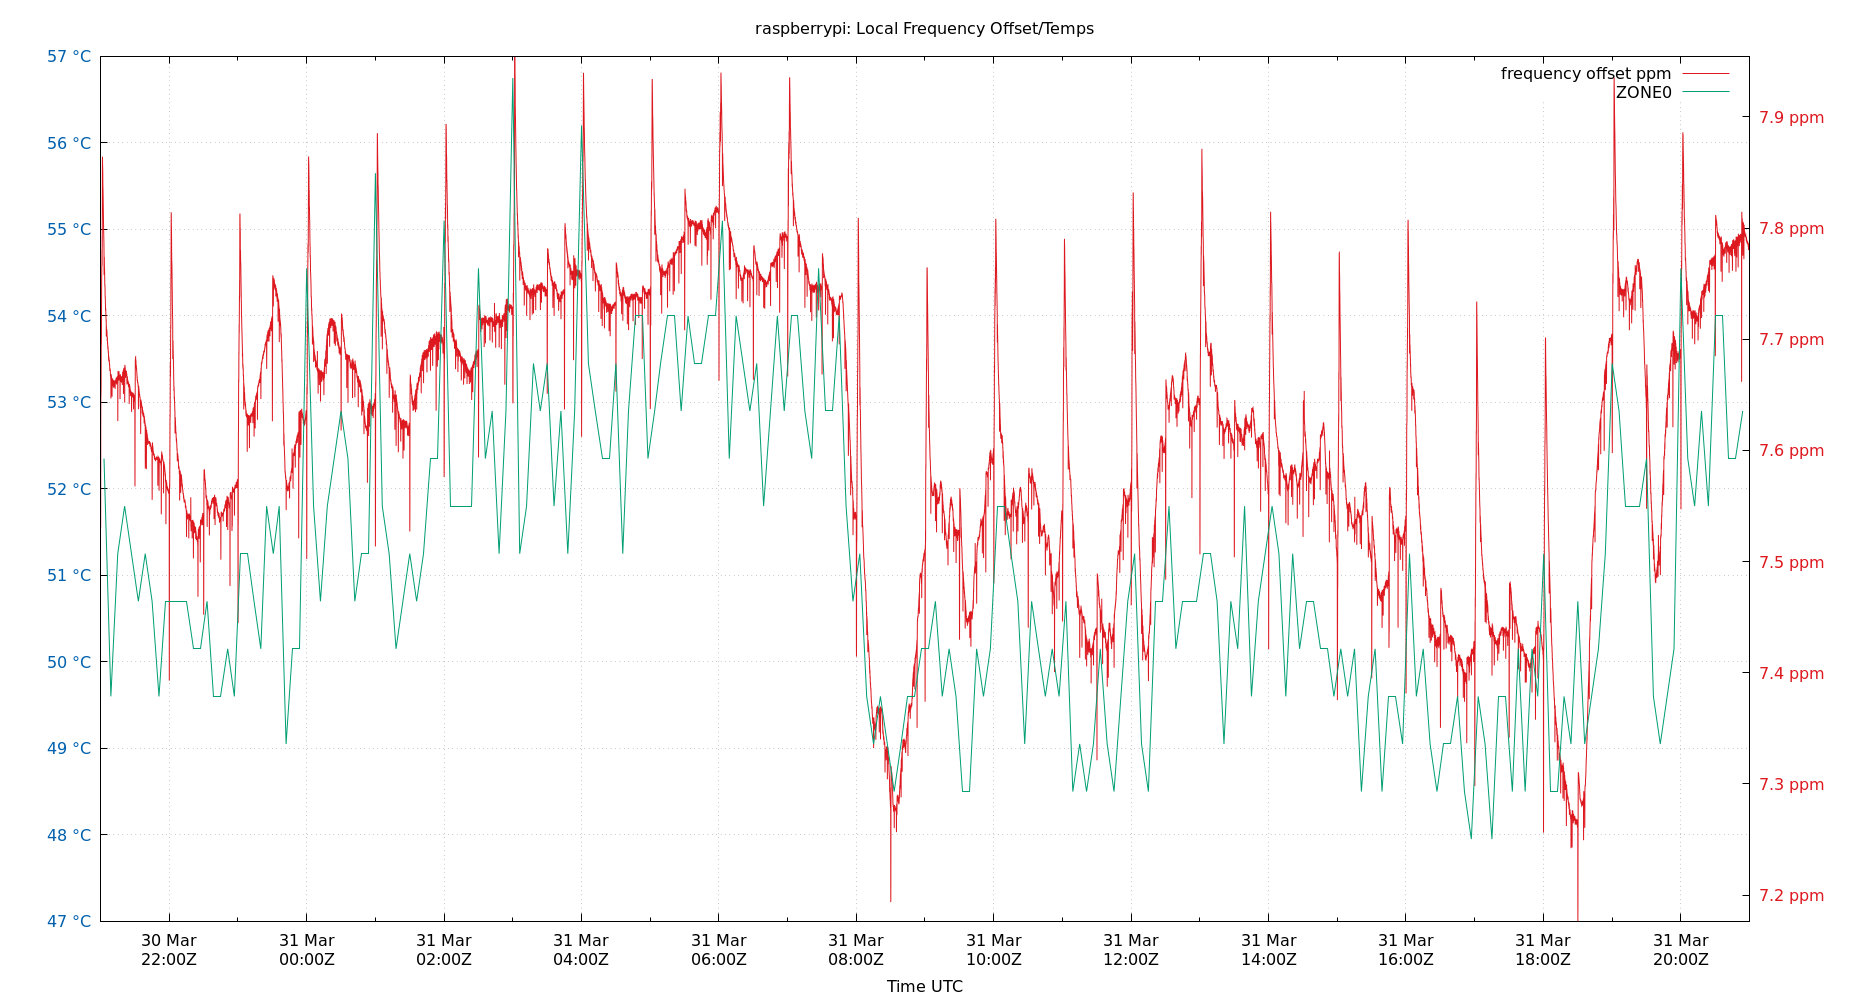 raspberrypi: Local Frequency Offset/Temps
frequency offset ppm
ZONE0
57 °C
56 °C
55 °C
54 °C
53 °C
52 °C
51 °C
50 °C
49 °C
48 °C
47 °C
7.9 ppm
7.8 ppm
7.7 ppm
7.6 ppm
7.5 ppm
7.4 ppm
7.3 ppm
7.2 ppm
30 Mar
22:00Z
31 Mar
00:00Z
31 Mar
02:00Z
31 Mar
04:00Z
31 Mar
06:00Z
31 Mar
08:00Z
31 Mar
10:00Z
31 Mar
12:00Z
31 Mar
14:00Z
31 Mar
16:00Z
31 Mar
18:00Z
31 Mar
20:00Z
Time UTC